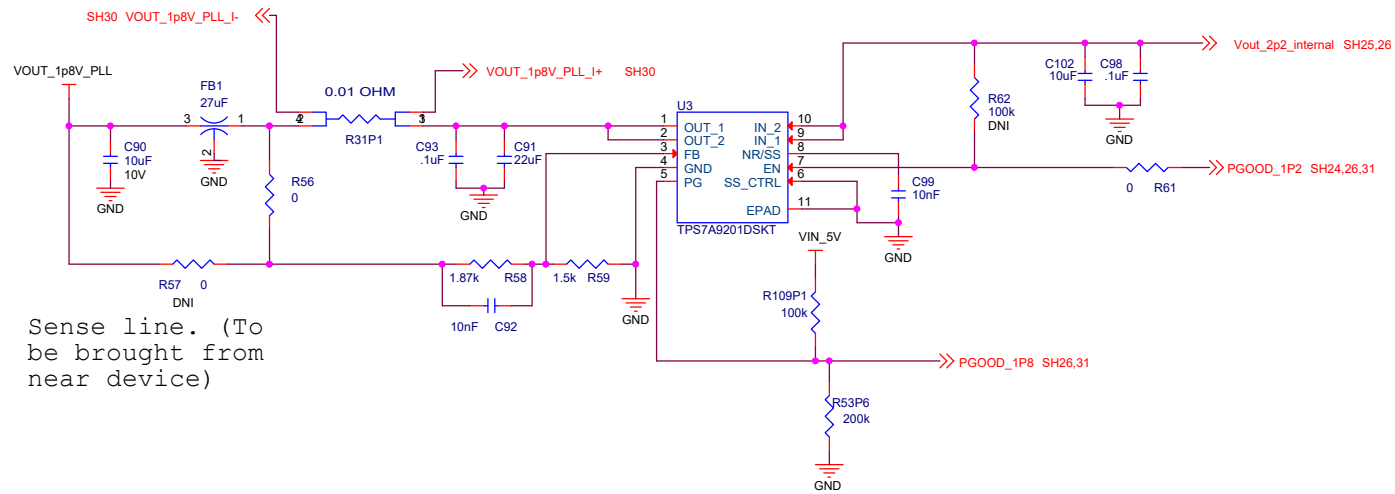 SH30 VOUT_1p8V_PLL_I-
VOUT_1p8V_PLL
FB1
27uF
0.01 OHM
VOUT_1p8V_PLL_I+ SH30
Vout_2p2_internal SH25,26
C102
10uF
C98
.1uF
R62
100k
DNI
U3
3
1
2
GND
R31P1
C90
10uF
10V
GND
C93
.1uF
C91
22uF
GND
1
2
3
4
5
OUT_1
OUT_2
FB
GND
PG
IN_2
IN_1
NR/SS
EN
SS_CTRL
EPAD
10
9
8
7
6
11
TPS7A9201DSKT
GND
PGOOD_1P2 SH24,26,31
0 R61
R56
0
C99
10nF
GND
VIN_5V
R57 0
DNI
1.87k R58
1.5k R59
10nF C92
GND
R109P1
100k
Sense line. (To
be brought from
near device)
PGOOD_1P8 SH26,31
R53P6
200k
GND